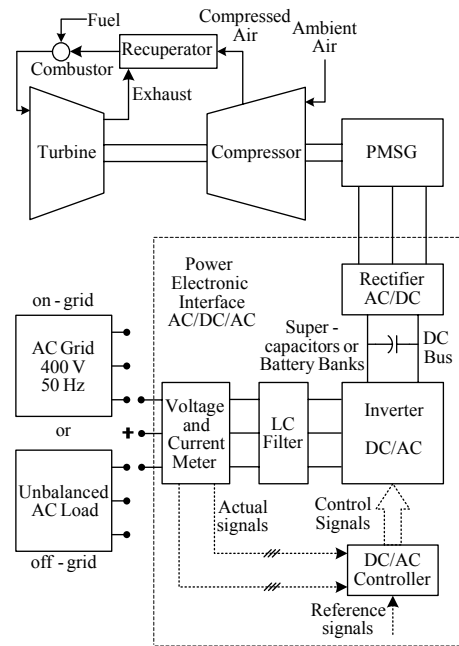 Fuel
Compressed
Air
Ambient
Air
Recuperator
Combustor
Exhaust
Turbine
Compressor
PMSG
Power
Electronic
Interface
AC/DC/AC
Rectifier
AC/DC
Super -
capacitors or
Battery Banks
DC
Bus
on - grid
AC Grid
400 V
50 Hz
or
Unbalanced
AC Load
off - grid
Voltage
and
Current
Meter
LC
Filter
Inverter
DC/AC
Actual
signals
Control
Signals
DC/AC
Controller
Reference
signals